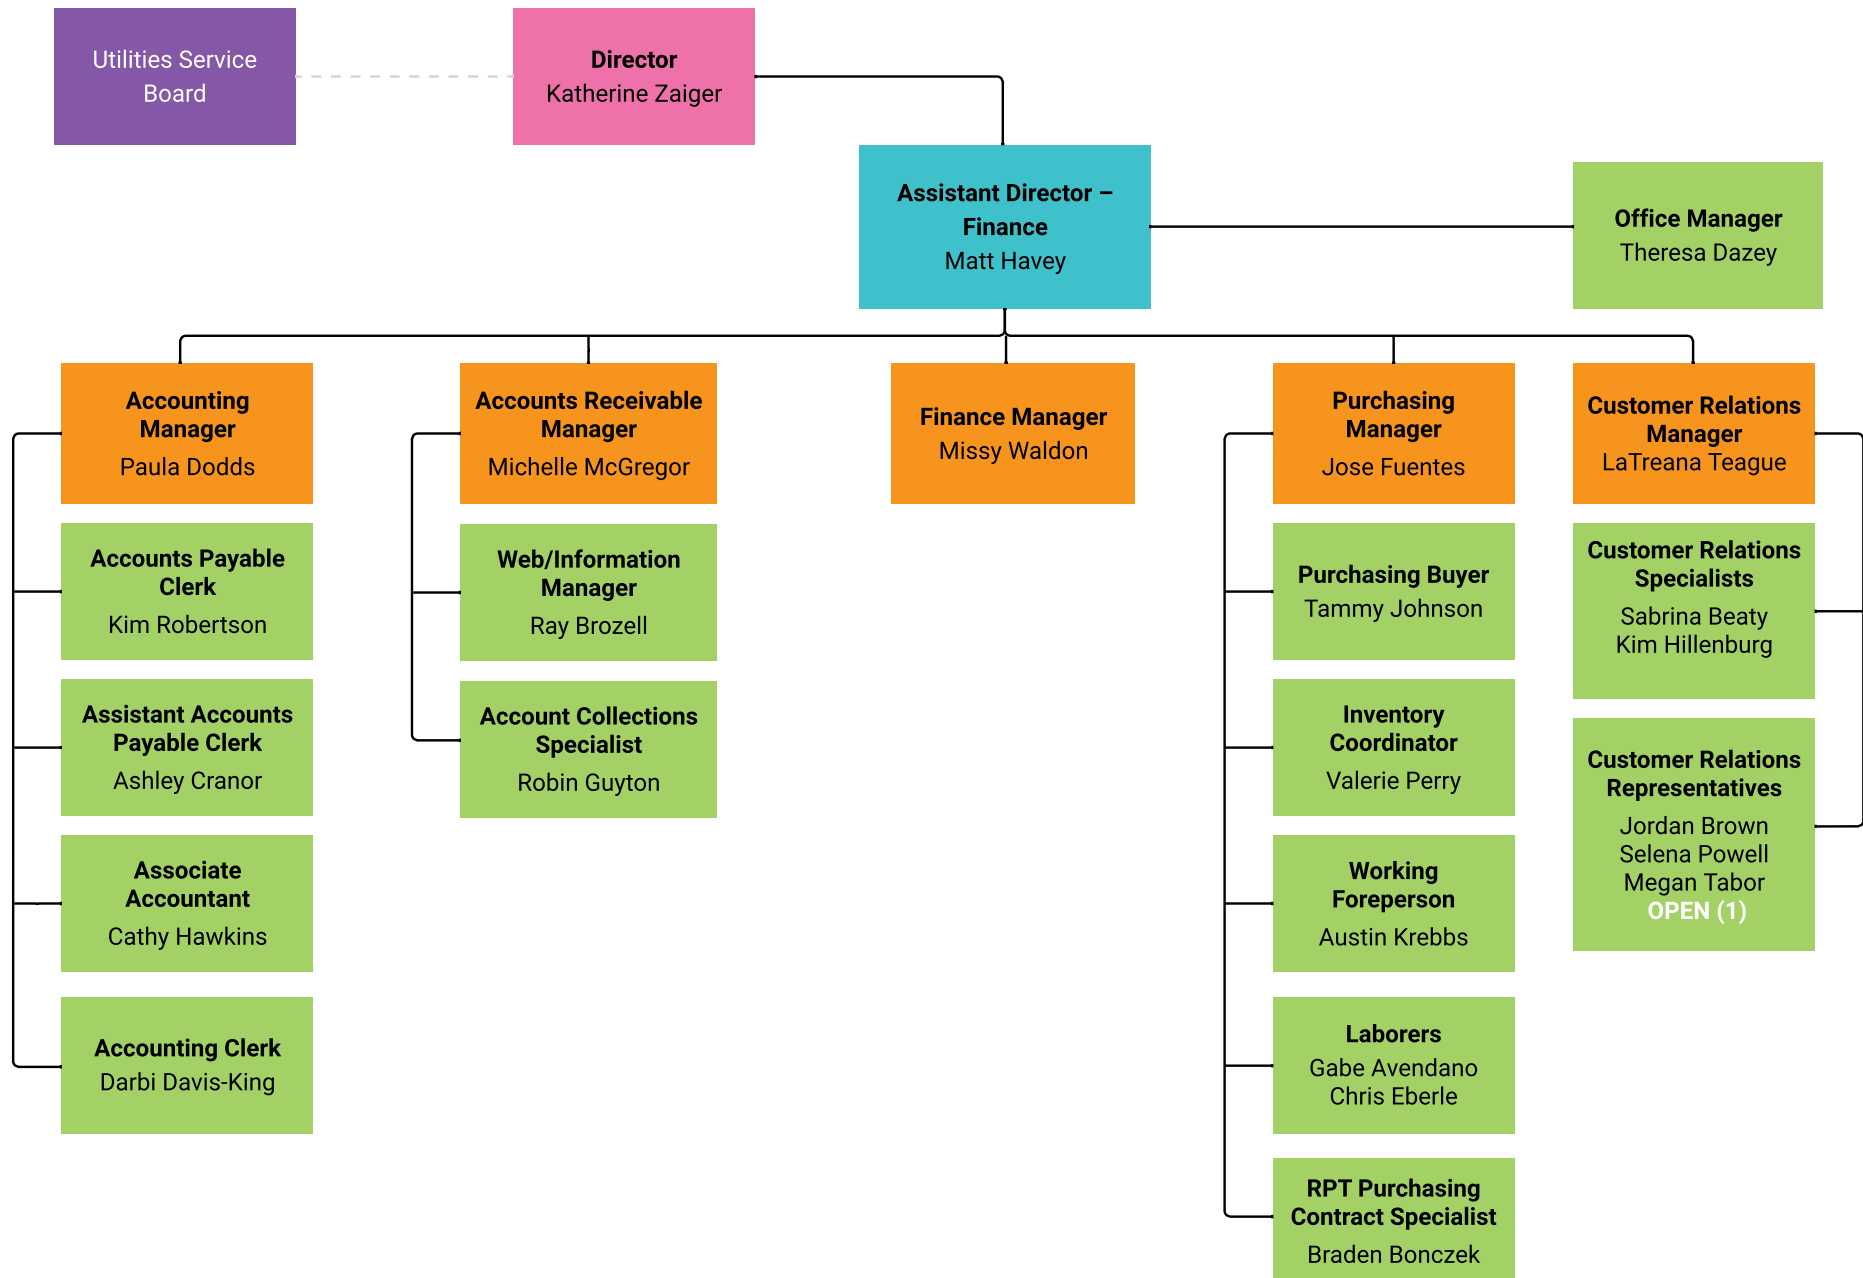 Utilities Service
Board
Director
Katherine Zaiger
Assistant Director –
Finance
Matt Havey
Office Manager
Theresa Dazey
Accounting
Manager
Paula Dodds
Accounts Payable
Clerk
Kim Robertson
Assistant Accounts
Payable Clerk
Ashley Cranor
Associate
Accountant
Cathy Hawkins
Accounting Clerk
Darbi Davis-King
Accounts Receivable
Manager
Michelle McGregor
Web/Information
Manager
Ray Brozell
Account Collections
Specialist
Robin Guyton
Finance Manager
Missy Waldon
Purchasing
Manager
Jose Fuentes
Purchasing Buyer
Tammy Johnson
Inventory
Coordinator
Valerie Perry
Working
Foreperson
Austin Krebbs
Laborers
Gabe Avendano
Chris Eberle
RPT Purchasing
Contract Specialist
Braden Bonczek
Customer Relations
Manager
LaTreana Teague
Customer Relations
Specialists
Sabrina Beaty
Kim Hillenburg
Customer Relations
Representatives
Jordan Brown
Selena Powell
Megan Tabor
OPEN (1)